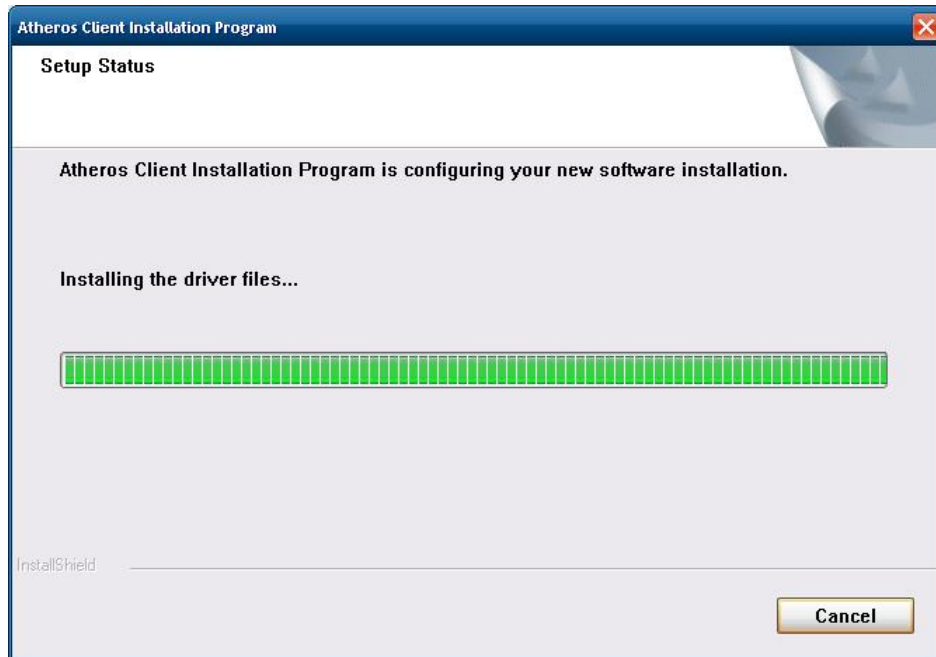 Atheros Client Installation Program
Setup Status
Atheros Client Installation Program is configuring your new software installation.
Installing the driver files...
InstallShield
Cancel